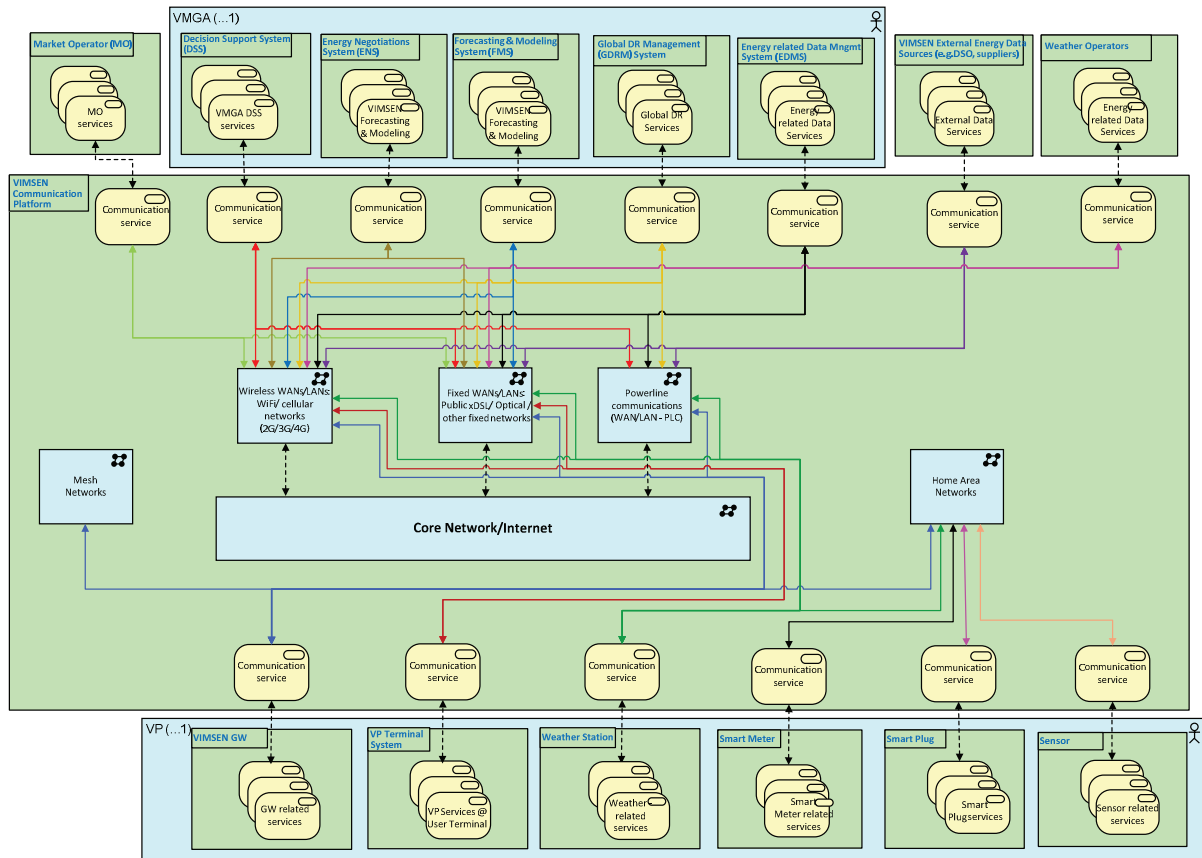 VMGA (...1)
Market Operator (MO)
MO
services
Decision Support System
(DSS)
VMGA DSS
services
Energy Negotiations
System (ENS)
VIMSEN
Forecasting
& Modeling
Forecasting & Modeling
System (FMS)
VIMSEN
Forecasting
& Modeling
Global DR Management
(GDRM) System
Global DR
Services
Energy related Data Mngmt
System (EDMS)
Energy
related Data
Services
VIMSEN External Energy Data
Sources (e,g,DSO, suppliers)
External Data
Services
Weather Operators
Energy
related Data
Services
VIMSEN
Communication
Platform
Communication
service
Communication
service
Communication
service
Communication
service
Communication
service
Communication
service
Communication
service
Communication
service
Wireless WANs/LANs:
WiFi/ cellular
networks
(2G/3G/4G)
Fixed WANs/LANs:
Public xDSL/ Optical /
other fixed networks
Powerline
communications
(WAN/LAN - PLC)
Mesh
Networks
Home Area
Networks
Core Network/Internet
Communication
service
Communication
service
Communication
service
Communication
service
Communication
service
Communication
service
VP (...1)
VIMSEN GW
GW related
services
VP Terminal
System
VP Services @
User Terminal
Weather Station
Weather-
related
services
Smart Meter
Smart
Meter related
services
Smart Plug
Smart
Plug services
Sensor
Sensor related
services